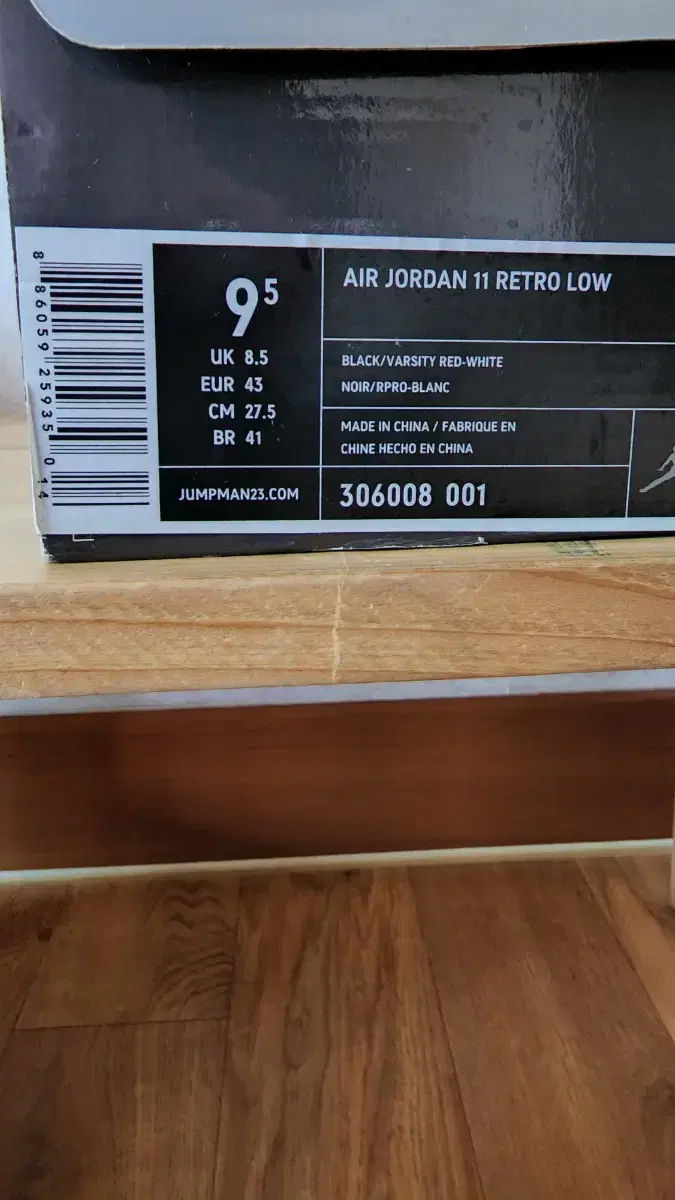 8 86059 25935 0 14
9⁵
UK 8.5
EUR 43
CM 27.5
BR 41
JUMPMAN23.COM
AIR JORDAN 11 RETRO LOW
BLACK/VARSITY RED-WHITE
NOIR/RPRO-BLANC
MADE IN CHINA / FABRIQUE EN
CHINE HECHO EN CHINA
306008 001